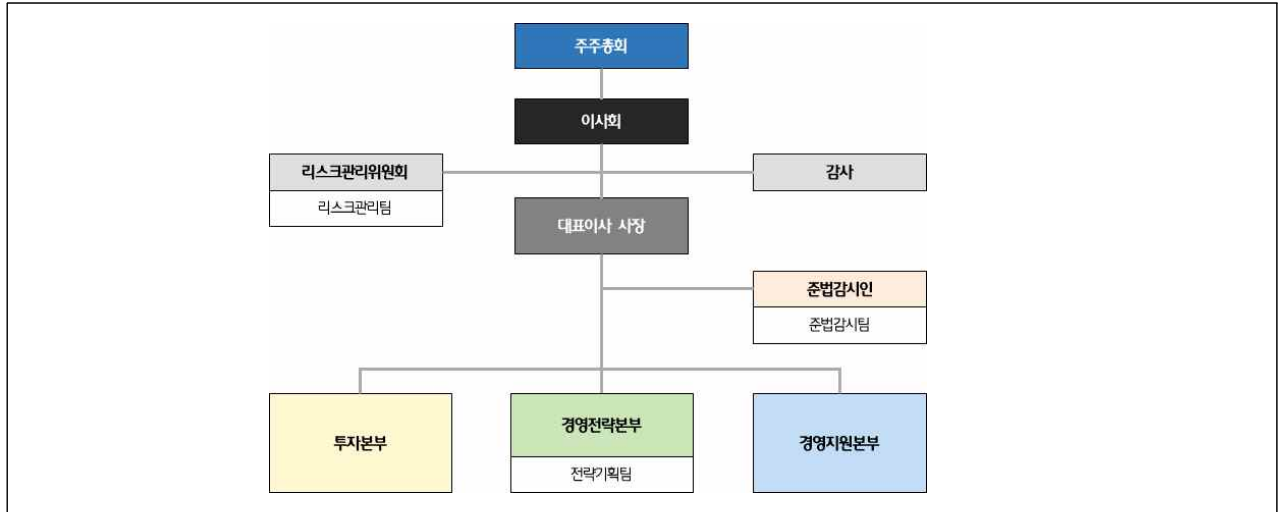 주주총회
이사회
리스크관리위원회
리스크관리팀
감사
대표이사 사장
준법감시인
준법감시팀
투자본부
경영전략본부
전략기획팀
경영지원본부